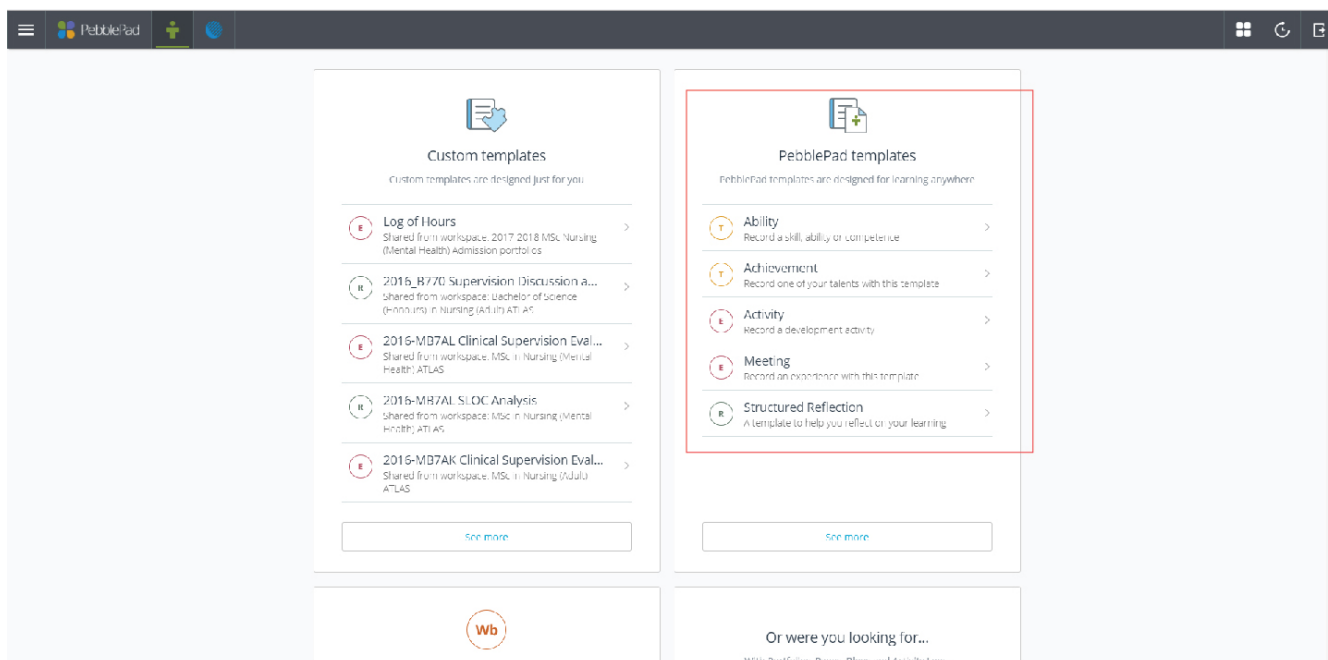 PebblePad
Custom templates
Custom templates are designed just for you
E
Log of Hours
Shared from workspace: 2017-2018 MSc Nursing
(Mental Health) Admission portfolios
R
2016_B770 Supervision Discussion a...
Shared from workspace: Bachelor of Science
(Honours) in Nursing (Adult) ATLAS
E
2016-MB7AL Clinical Supervision Eval...
Shared from workspace: MSc in Nursing (Mental
Health) ATLAS
R
2016-MB7AL SLOC Analysis
Shared from workspace: MSc in Nursing (Mental
Health) ATLAS
E
2016-MB7AK Clinical Supervision Eval...
Shared from workspace: MSc in Nursing (Adult)
ATLAS
See more
PebblePad templates
PebblePad templates are designed for learning anywhere
T
Ability
Record a skill, ability or competence
T
Achievement
Record one of your talents with this template
E
Activity
Record a development activity
E
Meeting
Record an experience with this template
R
Structured Reflection
A template to help you reflect on your learning
See more
Wb
Or were you looking for...